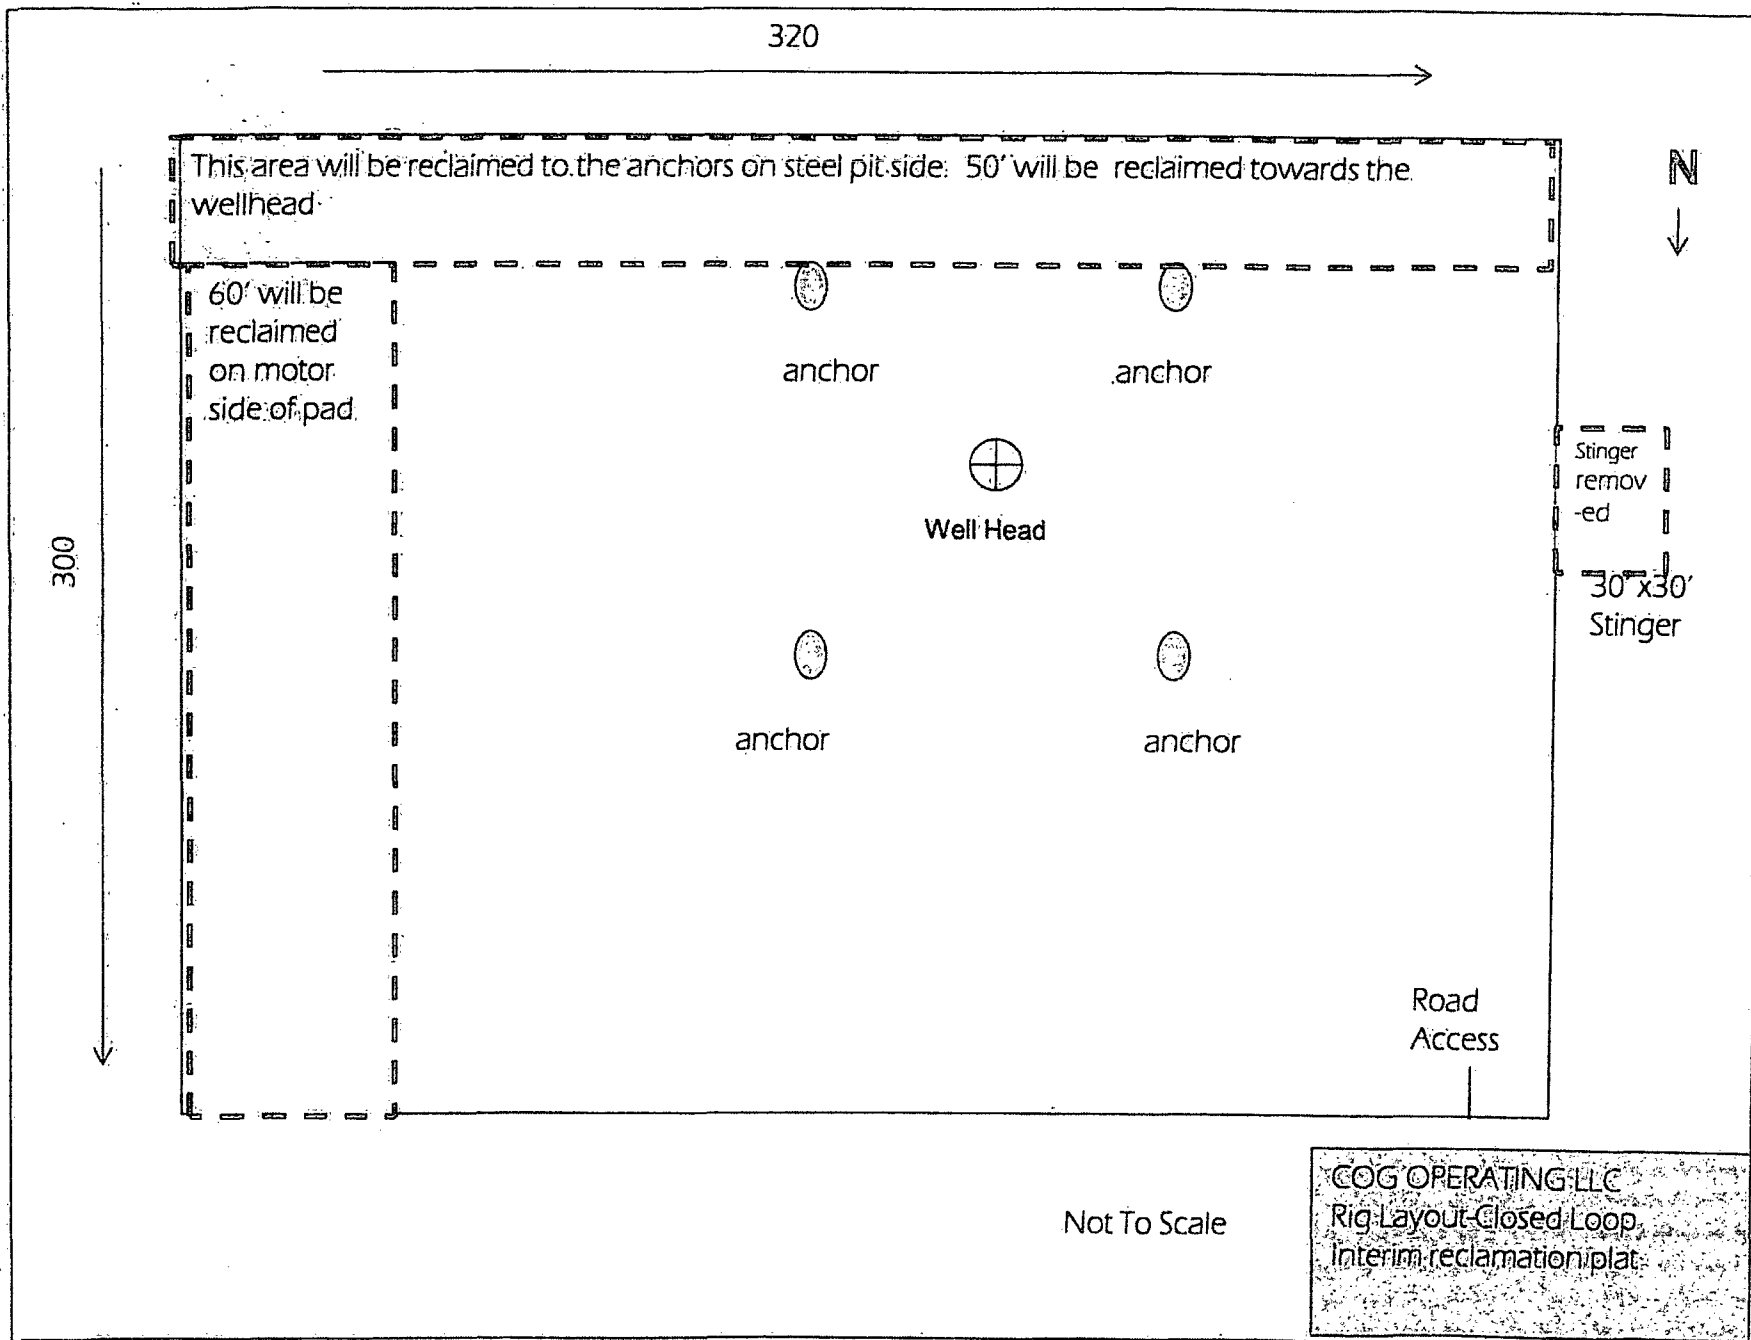 320
This area will be reclaimed to the anchors on steel pit side. 50' will be reclaimed towards the
wellhead
N
60' will be
reclaimed
on motor
side of pad
anchor
anchor
Stinger
remov
-ed
Well Head
300
30' x30'
Stinger
anchor
anchor
Road
Access
Not To Scale
COG OPERATING LLC
Rig Layout-Closed Loop
Interim reclamation plat